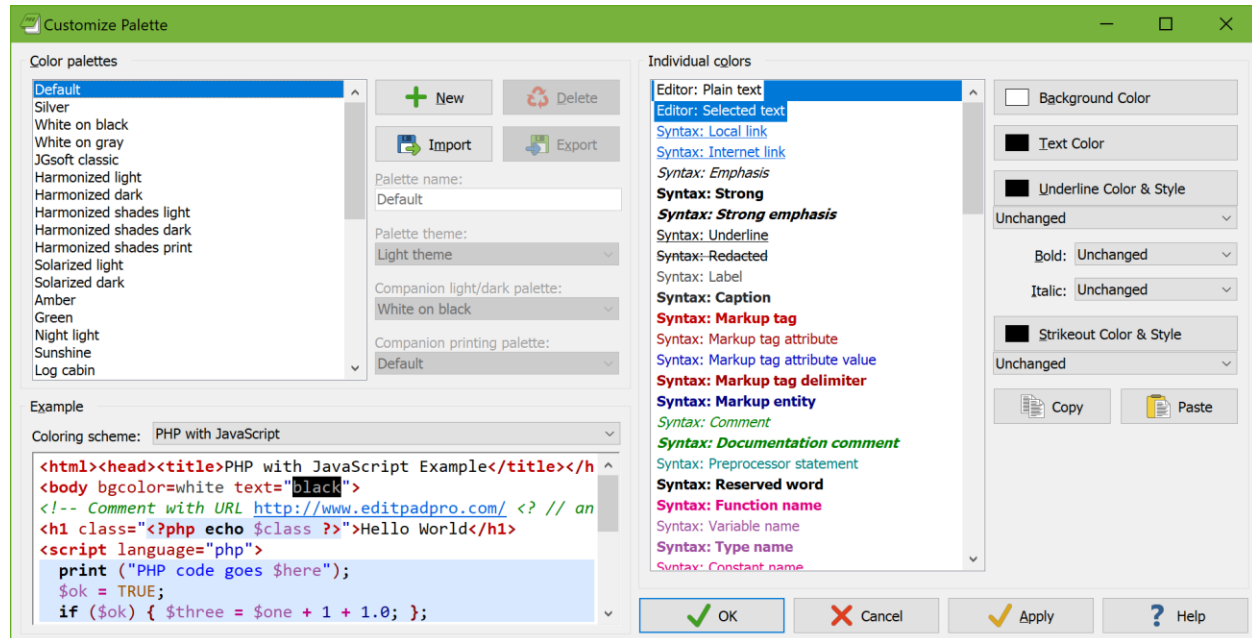 Customize Palette
Color palettes
Default
Silver
White on black
White on gray
JGsoft classic
Harmonized light
Harmonized dark
Harmonized shades light
Harmonized shades dark
Harmonized shades print
Solarized light
Solarized dark
Amber
Green
Night light
Sunshine
Log cabin
New
Delete
Import
Export
Palette name:
Default
Palette theme:
Light theme
Companion light/dark palette:
White on black
Companion printing palette:
Default
Example
Coloring scheme: PHP with JavaScript
<html><head><title>PHP with JavaScript Example</title></h
<body bgcolor=white text="black">
<!-- Comment with URL http://www.editpadpro.com/ <? // an
<h1 class="<?php echo $class ?>">Hello World</h1>
<script language="php">
print ("PHP code goes $here");
$ok = TRUE;
if ($ok) { $three = $one + 1 + 1.0; };
Individual colors
Editor: Plain text
Editor: Selected text
Syntax: Local link
Syntax: Internet link
Syntax: Emphasis
Syntax: Strong
Syntax: Strong emphasis
Syntax: Underline
Syntax: Redacted
Syntax: Label
Syntax: Caption
Syntax: Markup tag
Syntax: Markup tag attribute
Syntax: Markup tag attribute value
Syntax: Markup tag delimiter
Syntax: Markup entity
Syntax: Comment
Syntax: Documentation comment
Syntax: Preprocessor statement
Syntax: Reserved word
Syntax: Function name
Syntax: Variable name
Syntax: Type name
Syntax: Constant name
Background Color
Text Color
Underline Color & Style
Unchanged
Bold: Unchanged
Italic: Unchanged
Strikeout Color & Style
Unchanged
Copy
Paste
OK
Cancel
Apply
Help